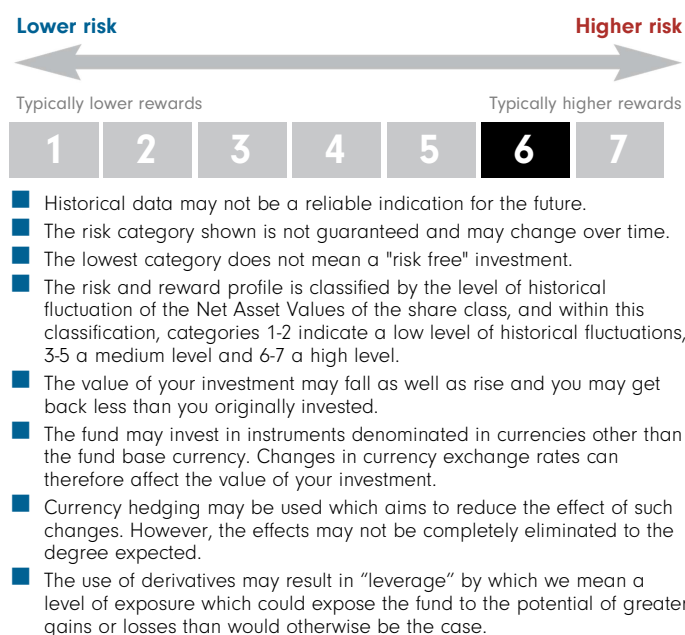 Lower risk Higher risk
Typically lower rewards Typically higher rewards
1 2 3 4 5 6 7
Historical data may not be a reliable indication for the future.
The risk category shown is not guaranteed and may change over time.
The lowest category does not mean a "risk free" investment.
The risk and reward profile is classified by the level of historical
fluctuation of the Net Asset Values of the share class, and within this
classification, categories 1-2 indicate a low level of historical fluctuations,
3-5 a medium level and 6-7 a high level.
The value of your investment may fall as well as rise and you may get
back less than you originally invested.
The fund may invest in instruments denominated in currencies other than
the fund base currency. Changes in currency exchange rates can
therefore affect the value of your investment.
Currency hedging may be used which aims to reduce the effect of such
changes. However, the effects may not be completely eliminated to the
degree expected.
The use of derivatives may result in “leverage” by which we mean a
level of exposure which could expose the fund to the potential of greater
gains or losses than would otherwise be the case.